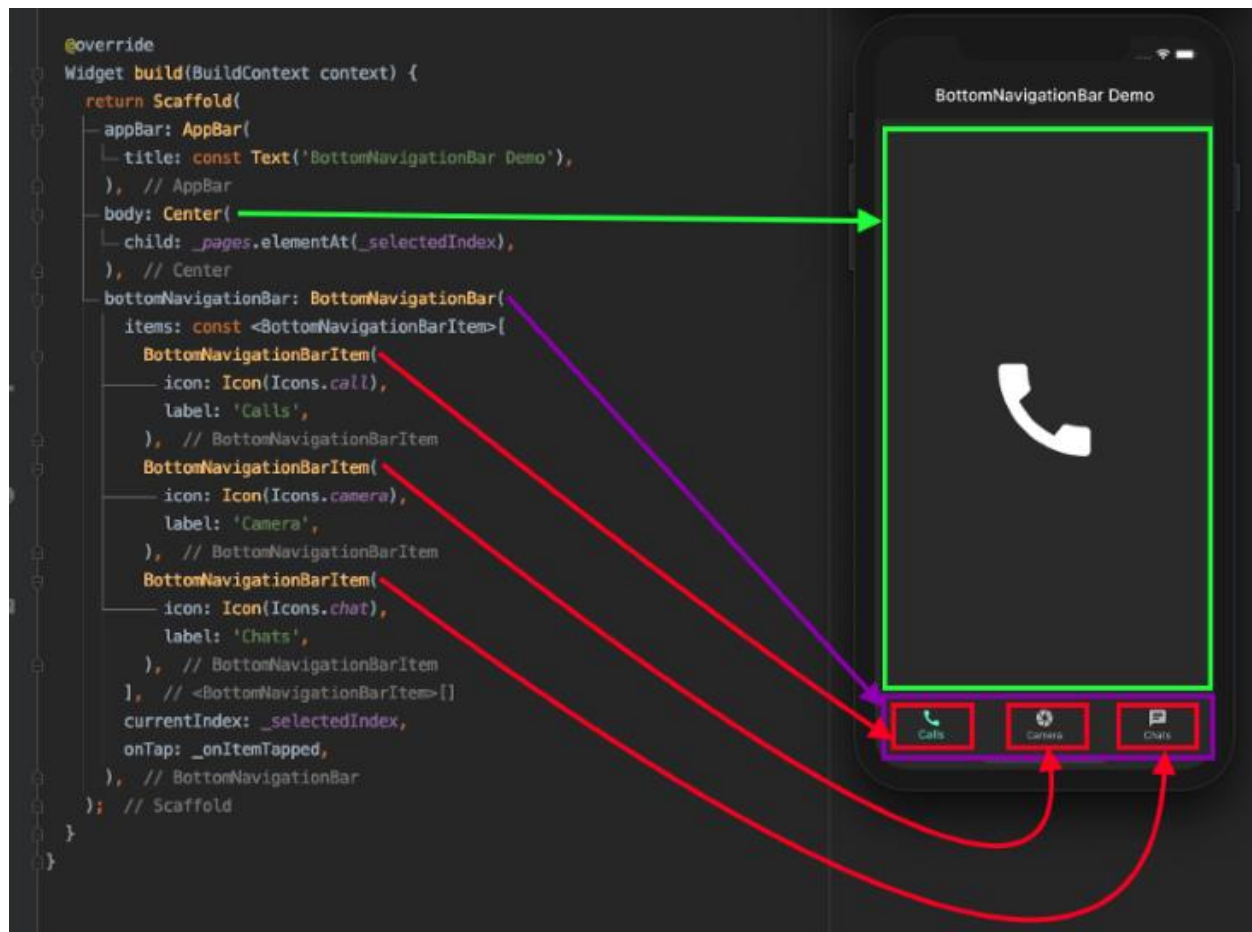 @override
Widget build(BuildContext context) {
return Scaffold(
appBar: AppBar(
title: const Text('BottomNavigationBar Demo'),
), // AppBar
body: Center(
child: _pages.elementAt(_selectedIndex),
), // Center
bottomNavigationBar: BottomNavigationBar(
items: const <BottomNavigationBarItem>[
BottomNavigationBarItem(
icon: Icon(Icons.call),
label: 'Calls',
), // BottomNavigationBarItem
BottomNavigationBarItem(
icon: Icon(Icons.camera),
label: 'Camera',
), // BottomNavigationBarItem
BottomNavigationBarItem(
icon: Icon(Icons.chat),
label: 'Chats',
), // BottomNavigationBarItem
], // <BottomNavigationBarItem>[]
currentIndex: _selectedIndex,
onTap: _onItemTapped,
), // BottomNavigationBar
); // Scaffold
}
}
BottomNavigationBar Demo
Calls
Camera
Chats